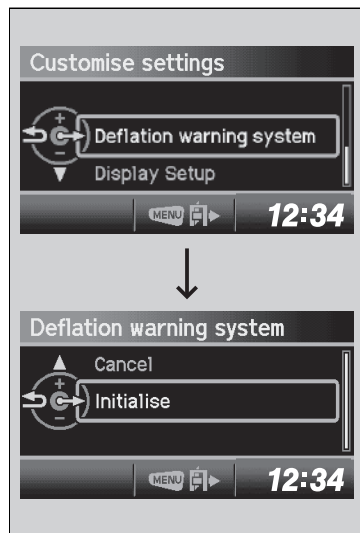 Customise settings
+
Deflation warning system
−
Display Setup
MENU 12:34
Deflation warning system
Cancel
+
Initialise
−
MENU 12:34